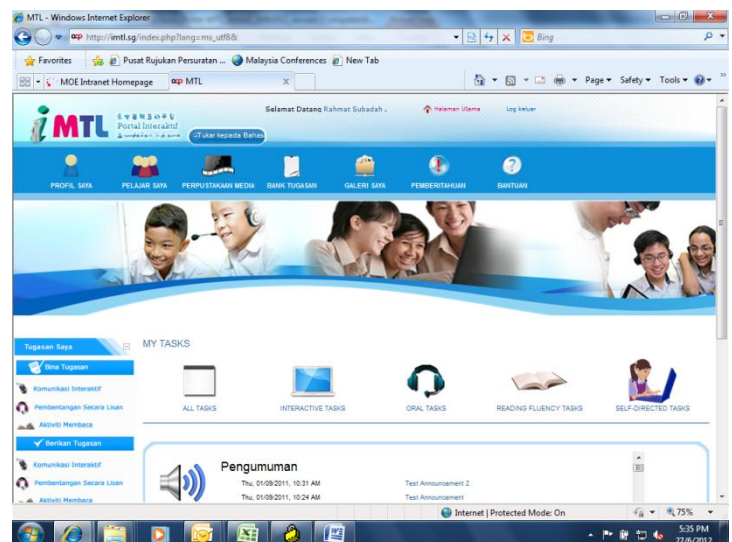 MTL - Windows Internet Explorer
http://imtl.sg/index.php?lang=ms_utf8&
Bing
Favorites
Pusat Rujukan Persuratan ...
Malaysia Conferences
New Tab
MOE Intranet Homepage
MTL
Page
Safety
Tools
iMTL
Portal Interaktif
Tukar kepada Bahas
Selamat Datang Rahmat Subadah .
Halaman Utama
Log keluar
PROFIL SAYA
PELAJAR SAYA
PERPUSTAKAAN MEDIA
BANK TUGASAN
GALERI SAYA
PEMBERITAHUAN
BANTUAN
Tugasan Saya
Bina Tugasan
Komunikasi Interaktif
Pembentangan Secara Lisan
Aktiviti Membaca
Berikan Tugasan
Komunikasi Interaktif
Pembentangan Secara Lisan
Aktiviti Membaca
MY TASKS
ALL TASKS
INTERACTIVE TASKS
ORAL TASKS
READING FLUENCY TASKS
SELF-DIRECTED TASKS
Pengumuman
Thu, 01/09/2011, 10:31 AM
Test Announcement 2
Thu, 01/09/2011, 10:24 AM
Test Announcement
Internet | Protected Mode: On
75%
5:35 PM
27/6/2012